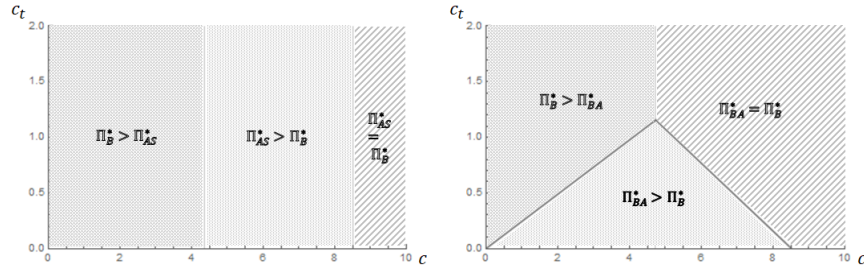 c_t
2.0
1.5
1.0
0.5
0.0
0 2 4 6 8 10 c
Π*_B > Π*_AS
Π*_AS > Π*_B
Π*_AS
=
Π*_B
c_t
2.0
1.5
1.0
0.5
0.0
0 2 4 6 8 10 c
Π*_B > Π*_BA
Π*_BA = Π*_B
Π*_BA > Π*_B